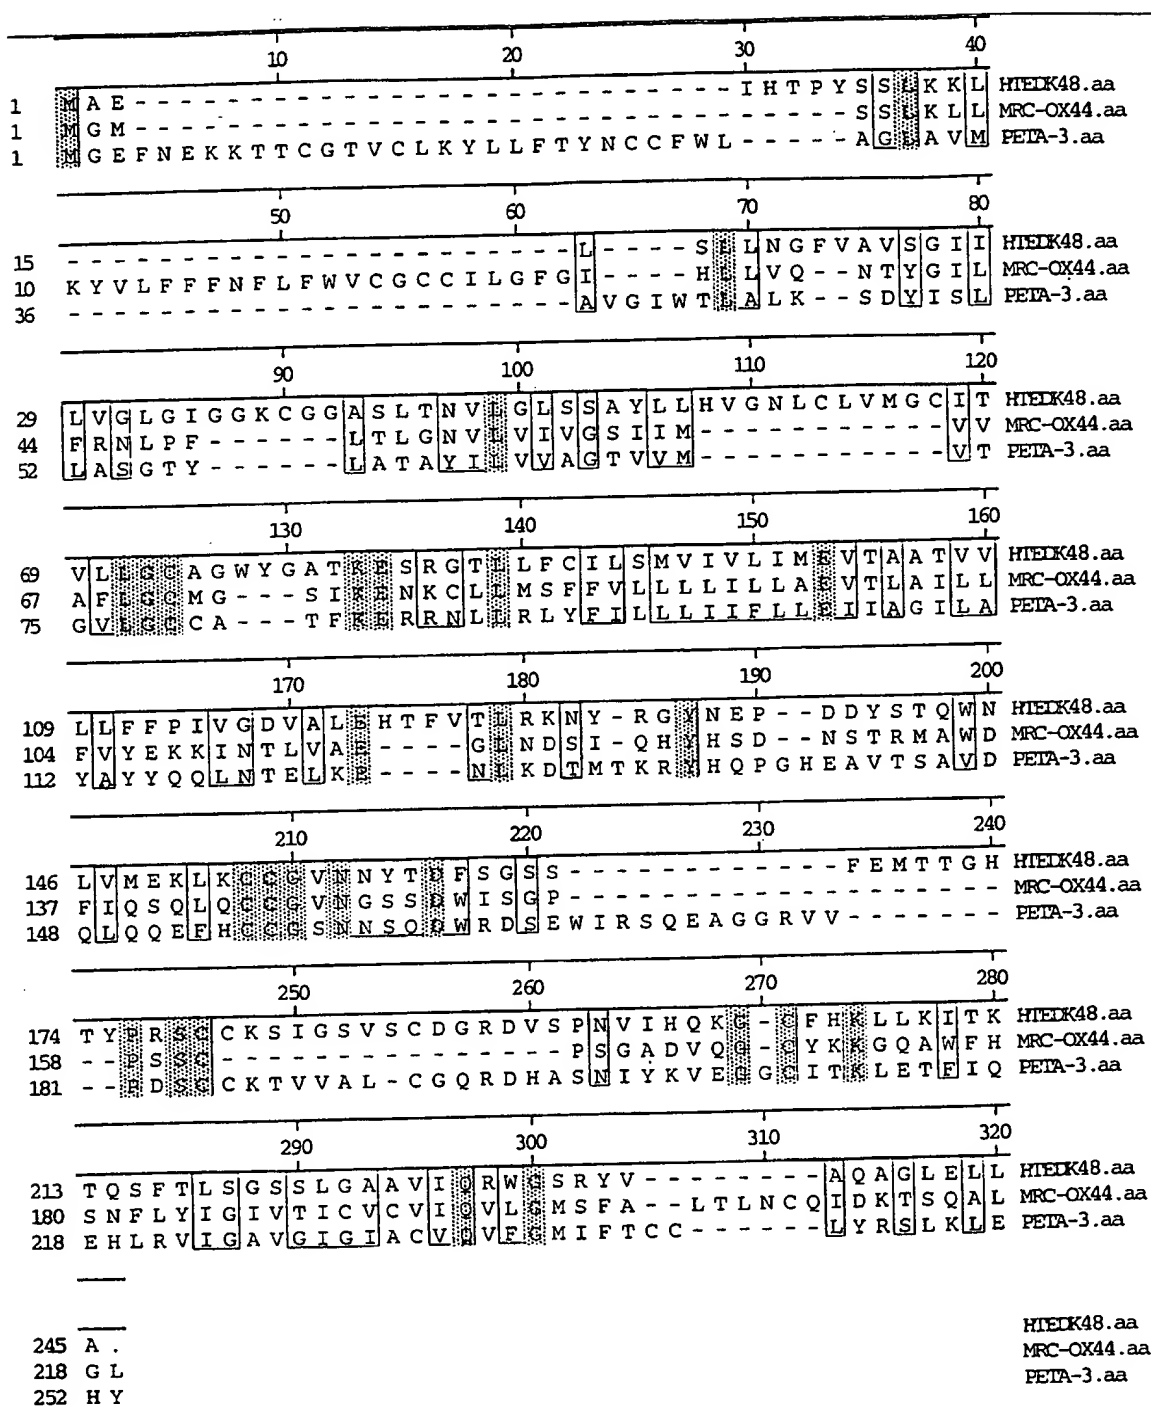 10 20 30 40
1 M A E - - - - - - - - - - - - - - - - - - - - - - - - - - I H T P Y S S L K K L HTEDK48.aa
1 M G M - - - - - - - - - - - - - - - - - - - - - - - - - - - - - - - S S L K L L MRC-OX44.aa
1 M G E F N E K K T T C G T V C L K Y L L F T Y N C C F W L - - - - - A G L A V M PETA-3.aa
50 60 70 80
15 - - - - - - - - - - - - - - - - - - - - - - L - - - - S L L N G F V A V S G I I HTEDK48.aa
10 K Y V L F F F N F L F W V C G C C I L G F G I - - - - H L L V Q - - N T Y G I L MRC-OX44.aa
36 - - - - - - - - - - - - - - - - - - - - - - A V G I W T L A L K - - S D Y I S L PETA-3.aa
90 100 110 120
29 L V G L G I G G K C G G A S L T N V L G L S S A Y L L H V G N L C L V M G C I T HTEDK48.aa
44 F R N L P F - - - - - - L T L G N V L V I V G S I I M - - - - - - - - - - - V V MRC-OX44.aa
52 L A S G T Y - - - - - - L A T A Y I L V V A G T V V M - - - - - - - - - - - V T PETA-3.aa
130 140 150 160
69 V L E G C A G W Y G A T K E S R G T L L F C I L S M V I V L I M E V T A A T V V HTEDK48.aa
67 A F L G C M G - - - S I K E N K C L L M S F F V L L L L I L L A E V T L A I L L MRC-OX44.aa
75 G V L G C C A - - - T F K E R R N L L R L Y F I L L L I I F L L E I I A G I L A PETA-3.aa
170 180 190 200
109 L L F F P I V G D V A L E H T F V T L R K N Y - R G Y N E P - - D D Y S T Q W N HTEDK48.aa
104 F V Y E K K I N T L V A E - - - - G L N D S I - Q H Y H S D - - N S T R M A W D MRC-OX44.aa
112 Y A Y Y Q Q L N T E L K E - - - - N L K D T M T K R Y H Q P G H E A V T S A V D PETA-3.aa
210 220 230 240
146 L V M E K L K C C G V N N Y T D F S G S S - - - - - - - - - - - - F E M T T G H HTEDK48.aa
137 F I Q S Q L Q C C G V N G S S D W I S G P - - - - - - - - - - - - - - - - - - - MRC-OX44.aa
148 Q L Q Q E F H C C G S N N S Q D W R D S E W I R S Q E A G G R V V - - - - - - - PETA-3.aa
250 260 270 280
174 T Y P R S C C K S I G S V S C D G R D V S P N V I H Q K G - C F H K L L K I T K HTEDK48.aa
158 - - P S S C - - - - - - - - - - - - - - - P S G A D V Q G - C Y K K G Q A W F H MRC-OX44.aa
181 - - P D S C C K T V V A L - C G Q R D H A S N I Y K V E G G C I T K L E T F I Q PETA-3.aa
290 300 310 320
213 T Q S F T L S G S S L G A A V I Q R W G S R Y V - - - - - - - - A Q A G L E L L HTEDK48.aa
180 S N F L Y I G I V T I C V C V I Q V L G M S F A - - L T L N C Q I D K T S Q A L MRC-OX44.aa
218 E H L R V I G A V G I G I A C V Q V F G M I F T C C - - - - - - L Y R S L K L E PETA-3.aa
245 A . HTEDK48.aa
218 G L MRC-OX44.aa
252 H Y PETA-3.aa